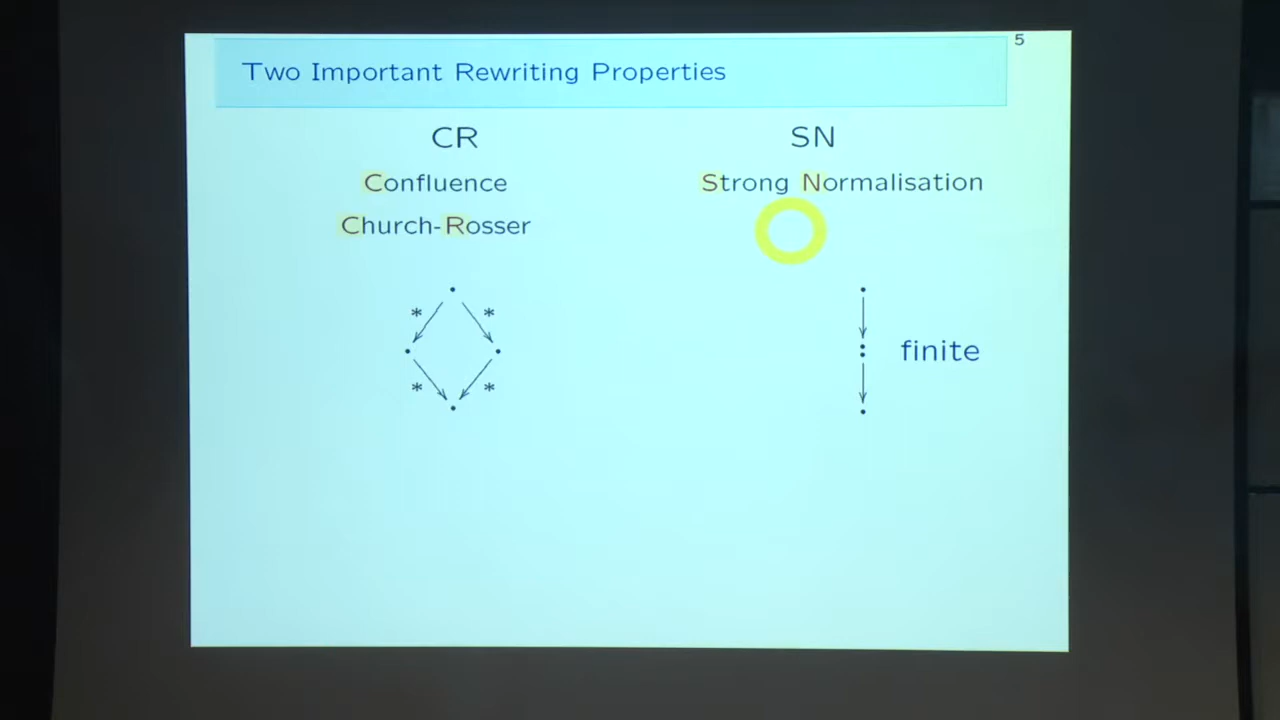 5
Two Important Rewriting Properties
CR
Confluence
Church-Rosser
* *
* *
SN
Strong Normalisation
finite